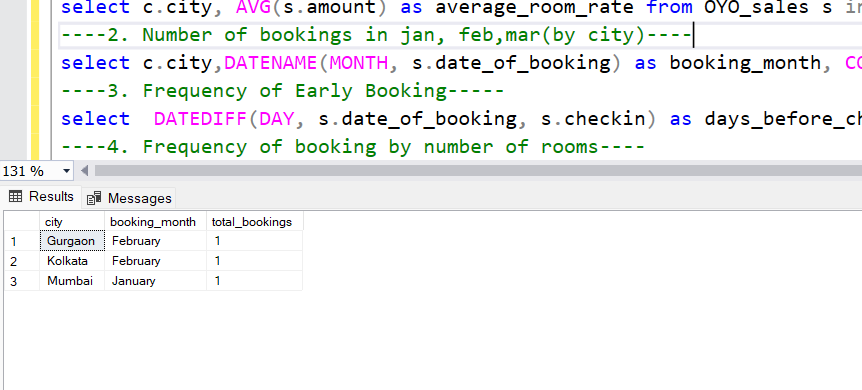 select c.city, AVG(s.amount) as average_room_rate from OYO_sales s
----2. Number of bookings in jan, feb,mar(by city)----
select c.city,DATENAME(MONTH, s.date_of_booking) as booking_month,
----3. Frequency of Early Booking-----
select  DATEDIFF(DAY, s.date_of_booking, s.checkin) as
----4. Frequency of booking by number of rooms----
131 %
Results Messages
city booking_month total_bookings
1 Gurgaon February 1
2 Kolkata February 1
3 Mumbai January 1